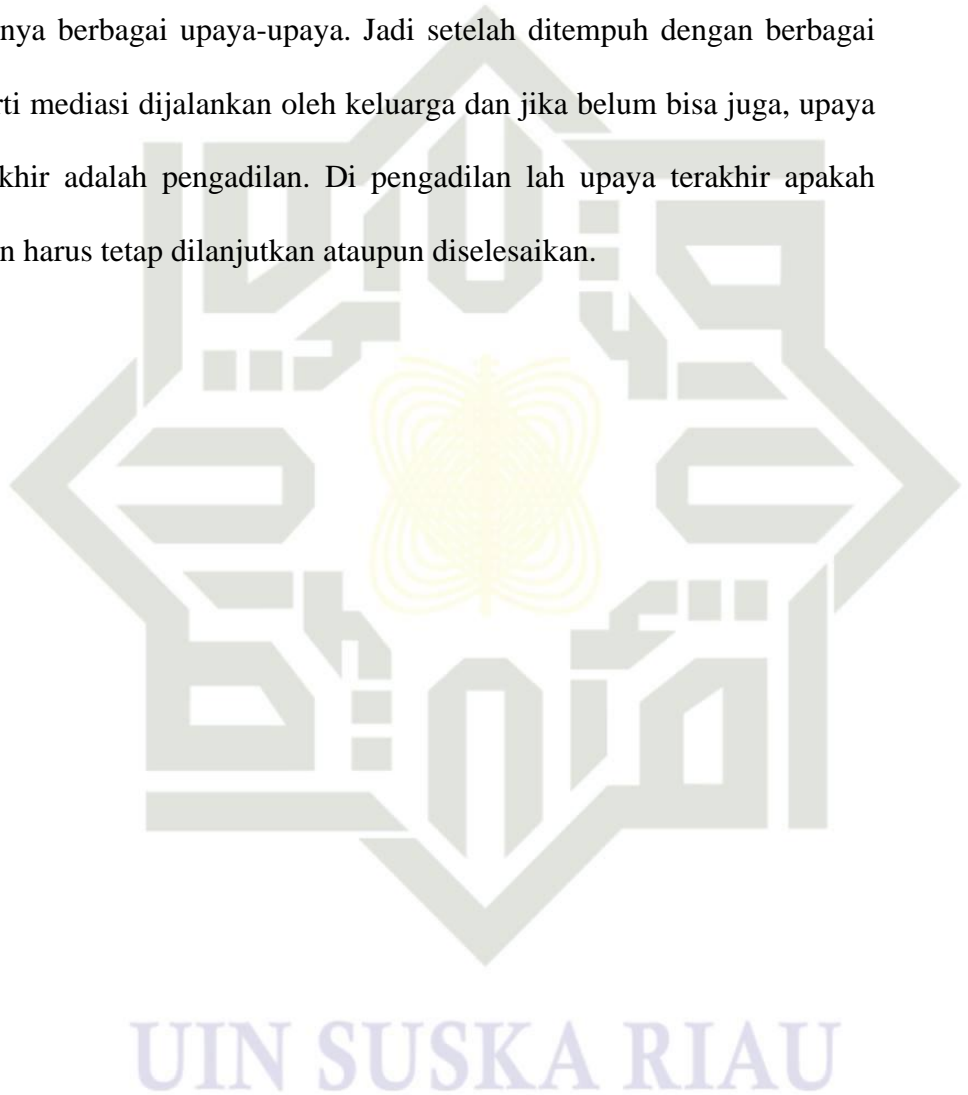 nya berbagai upaya-upaya. Jadi setelah ditempuh dengan berbagai
rti mediasi dijalankan oleh keluarga dan jika belum bisa juga, upaya
khir adalah pengadilan. Di pengadilan lah upaya terakhir apakah
n harus tetap dilanjutkan ataupun diselesaikan.
UIN SUSKA RIAU